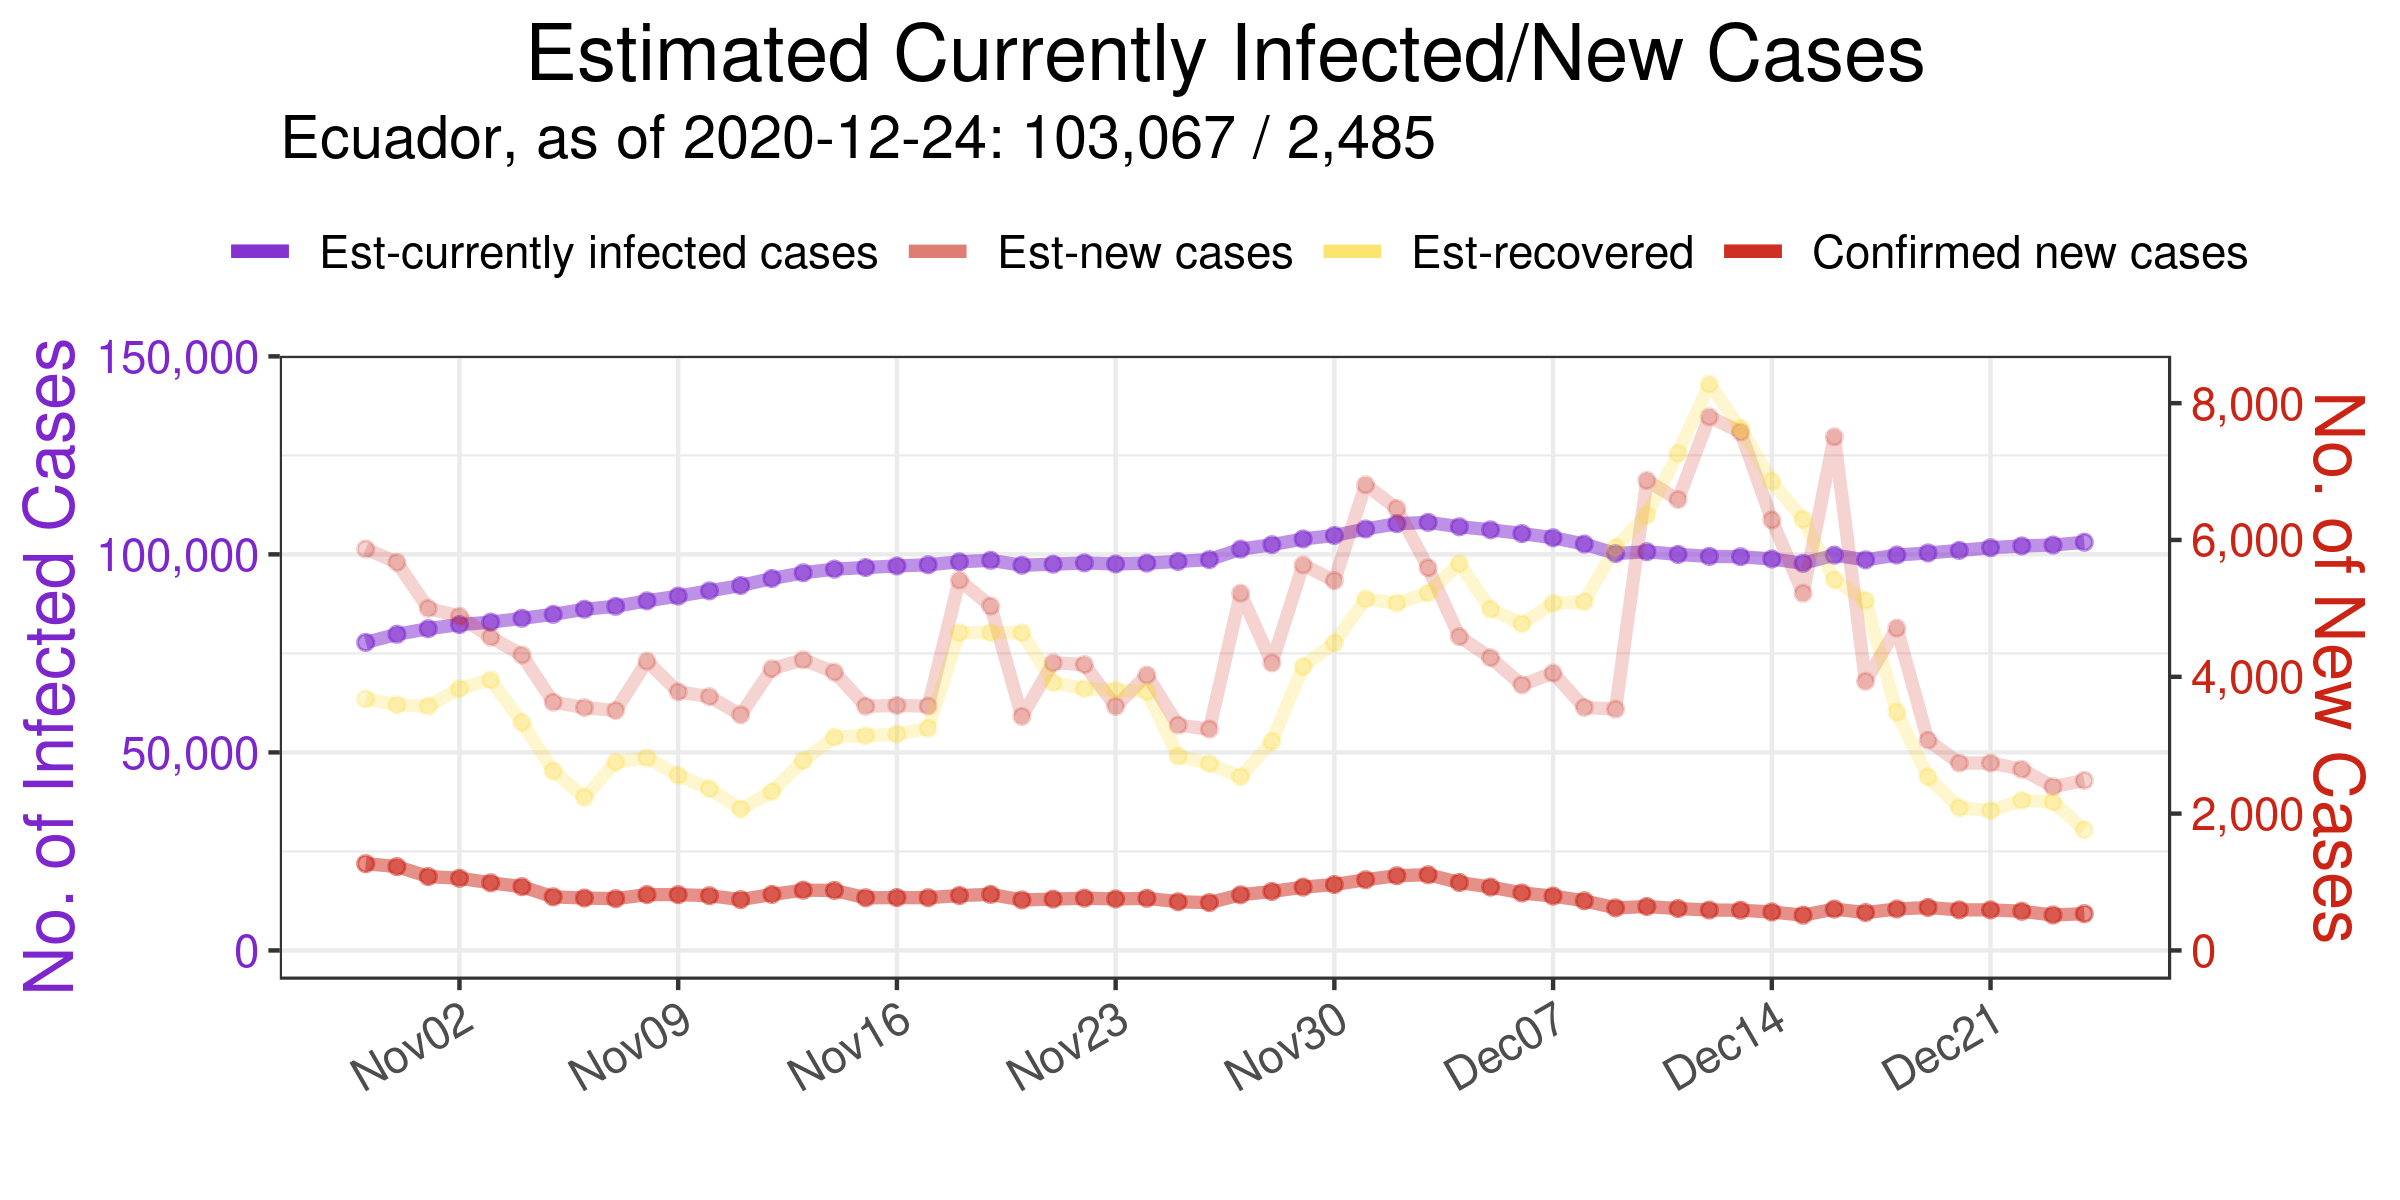 Estimated Currently Infected/New Cases
Ecuador, as of 2020-12-24: 103,067 / 2,485
Est-currently infected cases Est-new cases Est-recovered Confirmed new cases
No. of Infected Cases
150,000
100,000
50,000
0
8,000
6,000
4,000
2,000
0
No. of New Cases
Nov02 Nov09 Nov16 Nov23 Nov30 Dec07 Dec14 Dec21